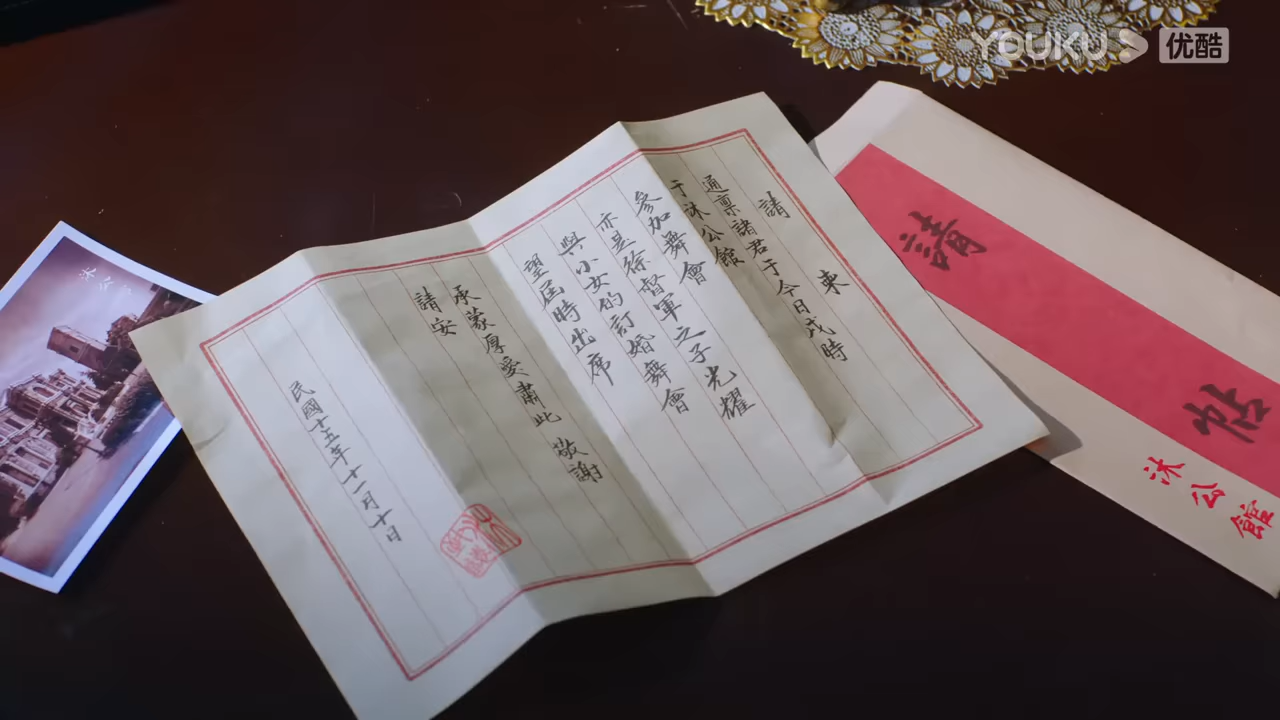 請柬
通禀諸君于今日戌時
于沐公館
參加舞會
亦是徐督軍之子光耀
與小女的訂婚舞會
望屆時出席
承蒙厚愛肅此 敬謝
請安
民國十五年十一月十日
請帖
沐公館
沐公
YOUKU 优酷